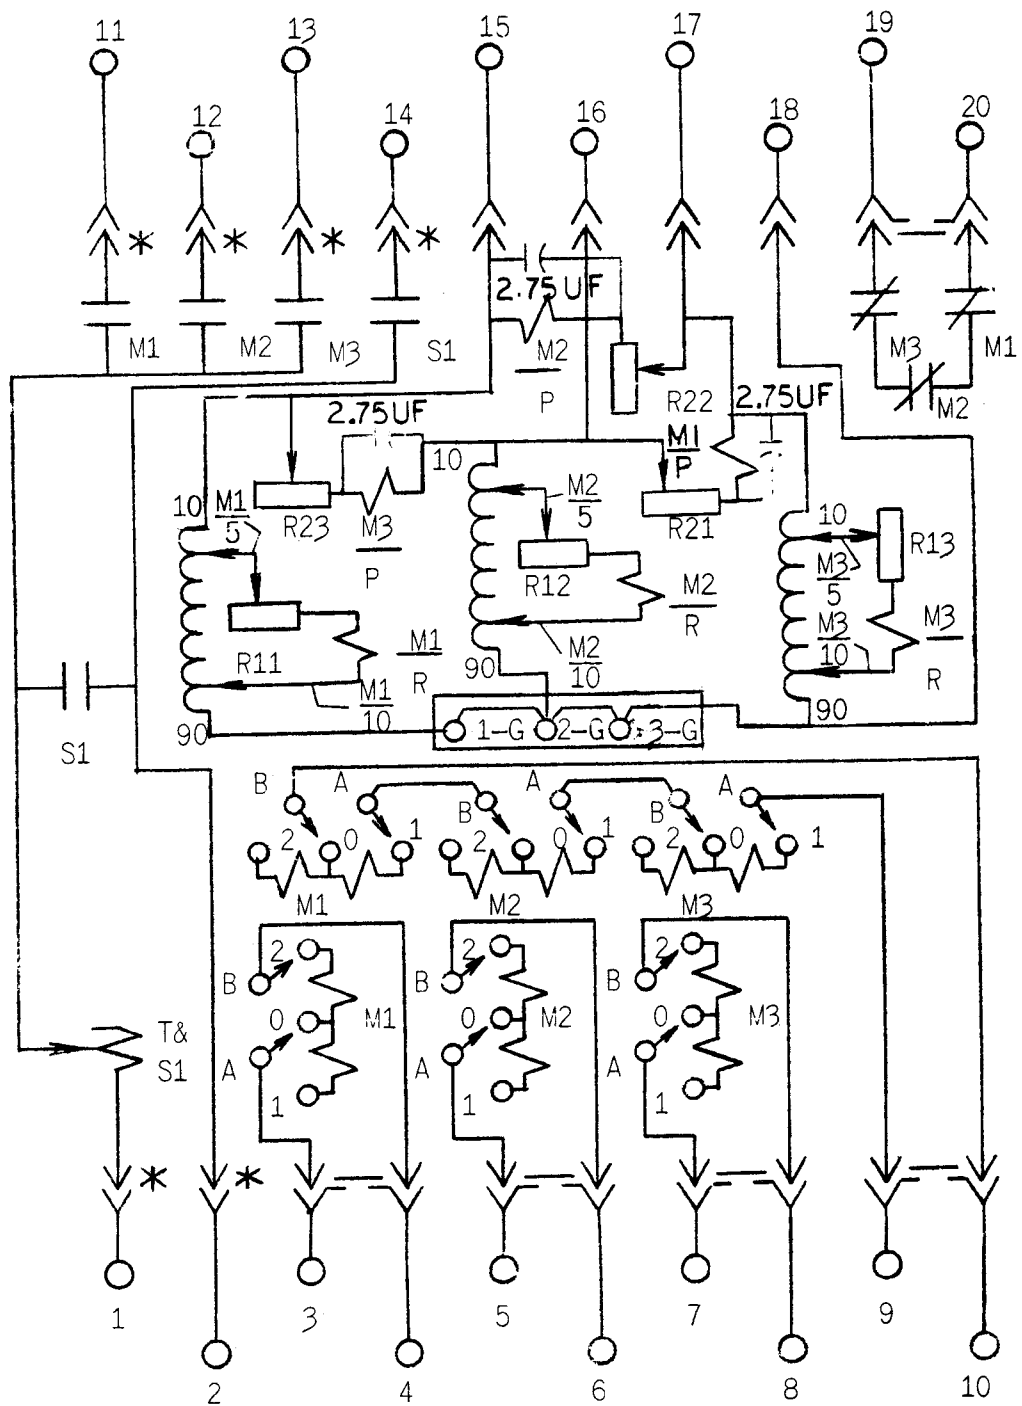 11 13 15 17 19
12 14 16 18 20
* * * *
2.75UF
M1 M2 M3 S1 M2 M3 M1
P R22 M2
2.75UF 2.75UF
M1
P
10
10 M1
5 R23 M3
P
M2
5 R21 10 M3
5 R13
R12 M2
R
M3
10 M3
R
R11 M1
R
M1
10
90 M2
10
90
90
1-G 2-G 3-G
S1
B A B A B A
2 0 1 2 0 1 2 0 1
M1 M2 M3
2 2 2
B B B
0 M1 0 M2 0 M3
T&
S1
A A A
1 1 1
* *
1 3 5 7 9
2 4 6 8 10